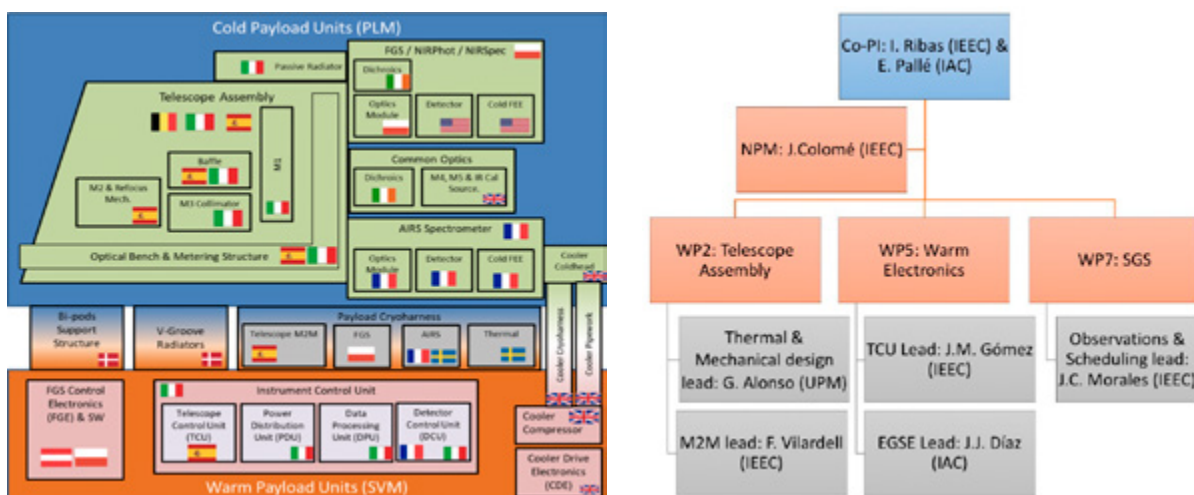 Cold Payload Units (PLM)
Passive Radiator
FGS / NIRPhot / NIRSpec
Dichroics
Optics
Module
Detector
Cold FEE
Telescope Assembly
Baffle
M1
M2 & Refocus
Mech.
M3 Collimator
Common Optics
Dichroics
M4, M5 & IR Cal
Source.
AIRS Spectrometer
Optics
Module
Detector
Cold FEE
Optical Bench & Metering Structure
Cooler
Coldhead
Bi-pods
Support
Structure
V-Groove
Radiators
Payload Cryoharness
Telescope M2M
FGS
AIRS
Thermal
Cooler Cryoharness
Cooler Pipework
FGS Control
Electronics
(FGE) & SW
Instrument Control Unit
Telescope
Control Unit
(TCU)
Power
Distribution
Unit (PDU)
Data
Processing
Unit (DPU)
Detector
Control Unit
(DCU)
Cooler
Compressor
Cooler Drive
Electronics
(CDE)
Warm Payload Units (SVM)
Co-PI: I. Ribas (IEEC) &
E. Pallé (IAC)
NPM: J.Colomé (IEEC)
WP2: Telescope
Assembly
WP5: Warm
Electronics
WP7: SGS
Thermal &
Mechanical design
lead: G. Alonso (UPM)
TCU Lead: J.M. Gómez
(IEEC)
Observations &
Scheduling lead:
J.C. Morales (IEEC)
M2M lead: F. Vilardell
(IEEC)
EGSE Lead: J.J. Díaz
(IAC)